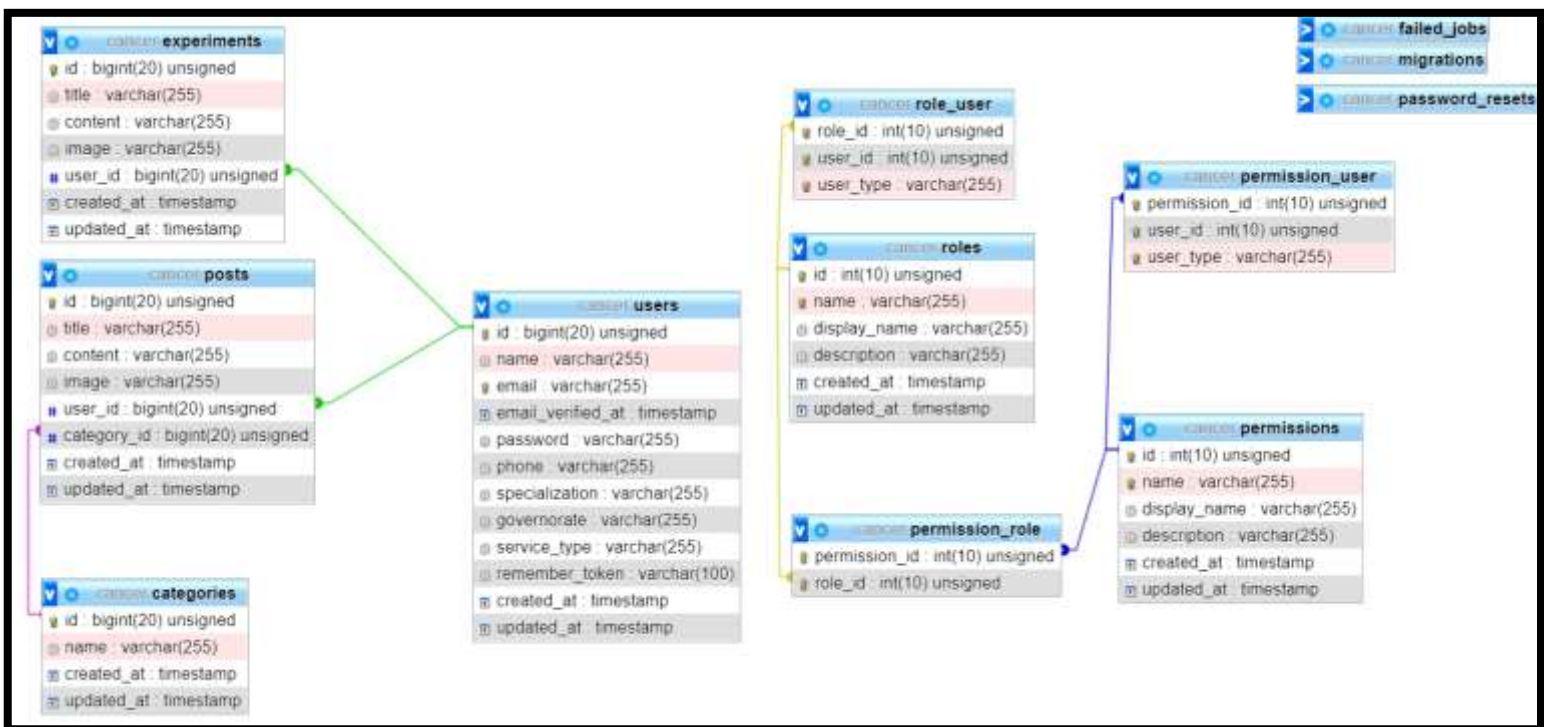 cancer experiments
id : bigint(20) unsigned
title : varchar(255)
content : varchar(255)
image : varchar(255)
user_id : bigint(20) unsigned
created_at : timestamp
updated_at : timestamp
cancer posts
id : bigint(20) unsigned
title : varchar(255)
content : varchar(255)
image : varchar(255)
user_id : bigint(20) unsigned
category_id : bigint(20) unsigned
created_at : timestamp
updated_at : timestamp
cancer categories
id : bigint(20) unsigned
name : varchar(255)
created_at : timestamp
updated_at : timestamp
cancer users
id : bigint(20) unsigned
name : varchar(255)
email : varchar(255)
email_verified_at : timestamp
password : varchar(255)
phone : varchar(255)
specialization : varchar(255)
governorate : varchar(255)
service_type : varchar(255)
remember_token : varchar(100)
created_at : timestamp
updated_at : timestamp
cancer role_user
role_id : int(10) unsigned
user_id : int(10) unsigned
user_type : varchar(255)
cancer roles
id : int(10) unsigned
name : varchar(255)
display_name : varchar(255)
description : varchar(255)
created_at : timestamp
updated_at : timestamp
cancer permission_role
permission_id : int(10) unsigned
role_id : int(10) unsigned
cancer failed_jobs
cancer migrations
cancer password_resets
cancer permission_user
permission_id : int(10) unsigned
user_id : int(10) unsigned
user_type : varchar(255)
cancer permissions
id : int(10) unsigned
name : varchar(255)
display_name : varchar(255)
description : varchar(255)
created_at : timestamp
updated_at : timestamp